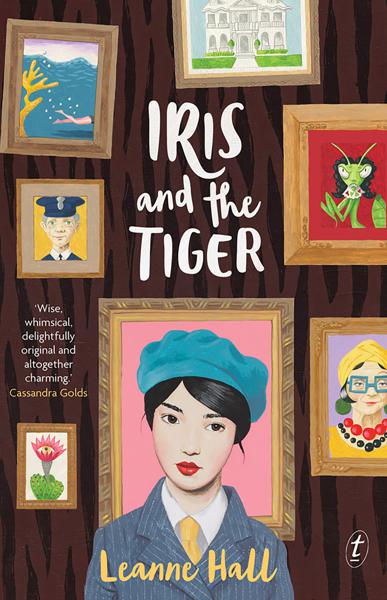 IRIS
and the
TIGER
'Wise,
whimsical,
delightfully
original and
altogether
charming.'
Cassandra Golds
Leanne Hall
t